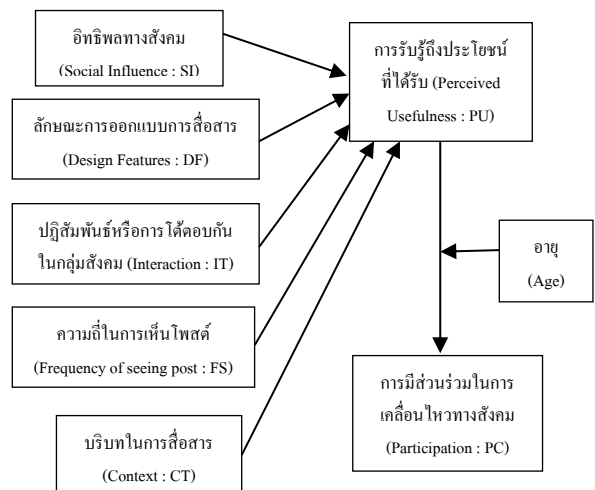 อิทธิพลทางสังคม
(Social Influence : SI)
ลักษณะการออกแบบการสื่อสาร
(Design Features : DF)
ปฏิสัมพันธ์หรือการโต้ตอบกัน
ในกลุ่มสังคม (Interaction : IT)
ความถี่ในการเห็นโพสต์
(Frequency of seeing post : FS)
บริบทในการสื่อสาร
(Context : CT)
การรับรู้ถึงประโยชน์
ที่ได้รับ (Perceived
Usefulness : PU)
อายุ
(Age)
การมีส่วนร่วมในการ
เคลื่อนไหวทางสังคม
(Participation : PC)